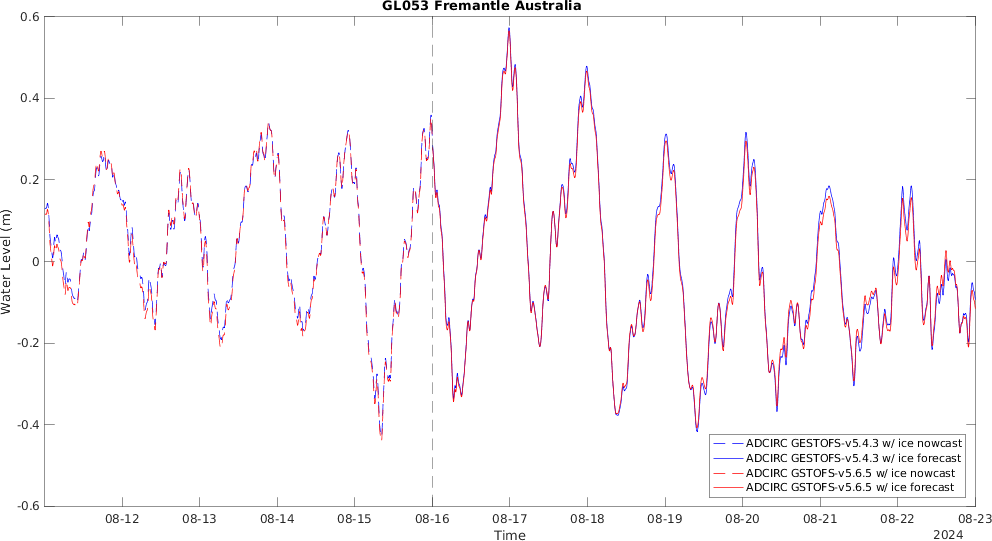 GL053 Fremantle Australia
0.6
0.4
0.2
0
-0.2
-0.4
-0.6
Water Level (m)
ADCIRC GESTOFS-v5.4.3 w/ ice nowcast
ADCIRC GESTOFS-v5.4.3 w/ ice forecast
ADCIRC GSTOFS-v5.6.5 w/ ice nowcast
ADCIRC GSTOFS-v5.6.5 w/ ice forecast
08-12 08-13 08-14 08-15 08-16 08-17 08-18 08-19 08-20 08-21 08-22 08-23
Time
2024